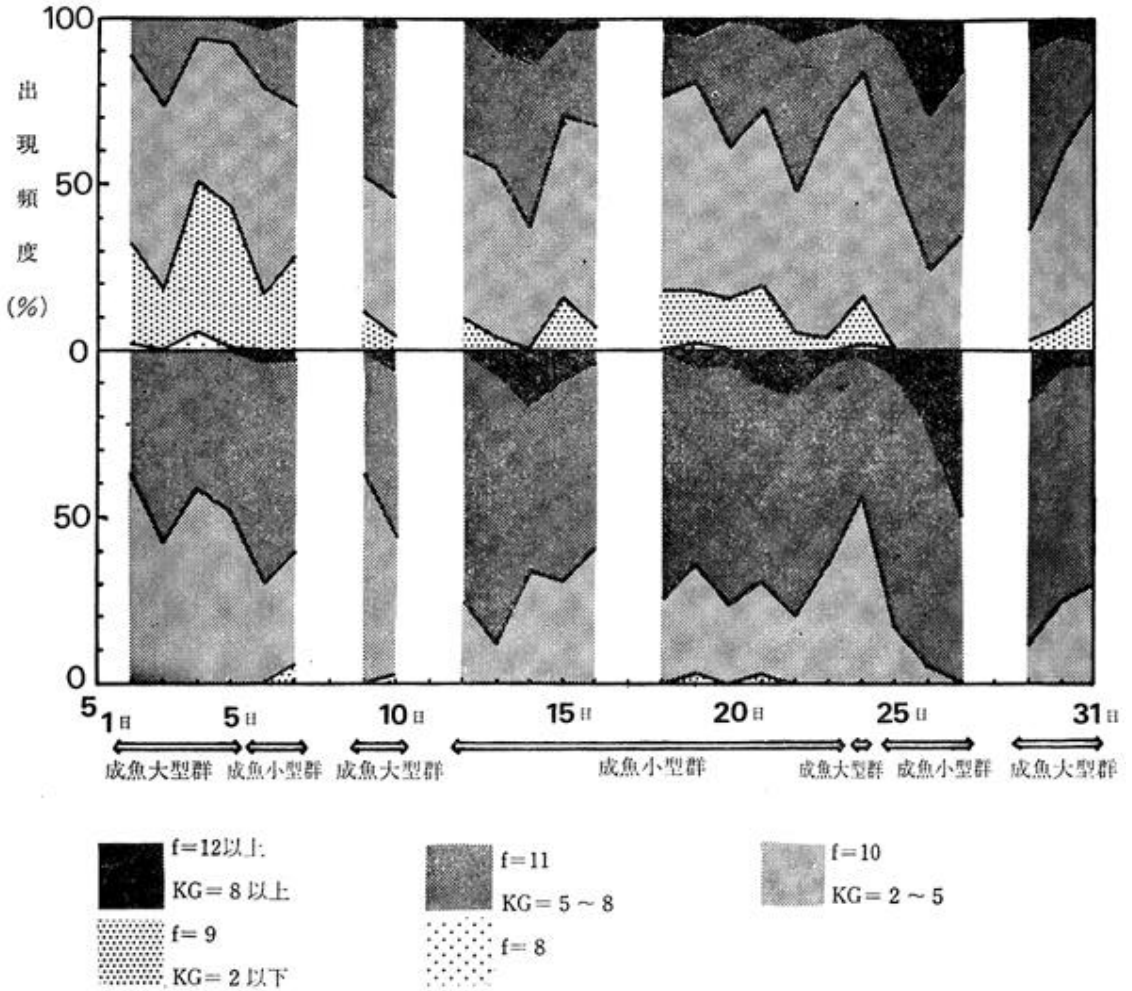 100
出現頻度(%)
50
0
50
0
5 1日 5日 10日 15日 20日 25日 31日
成魚大型群 成魚小型群 成魚大型群 成魚小型群 成魚大型群 成魚小型群 成魚大型群
f=12以上
KG=8以上
f=11
KG=5~8
f=10
KG=2~5
f=9
KG=2以下
f=8